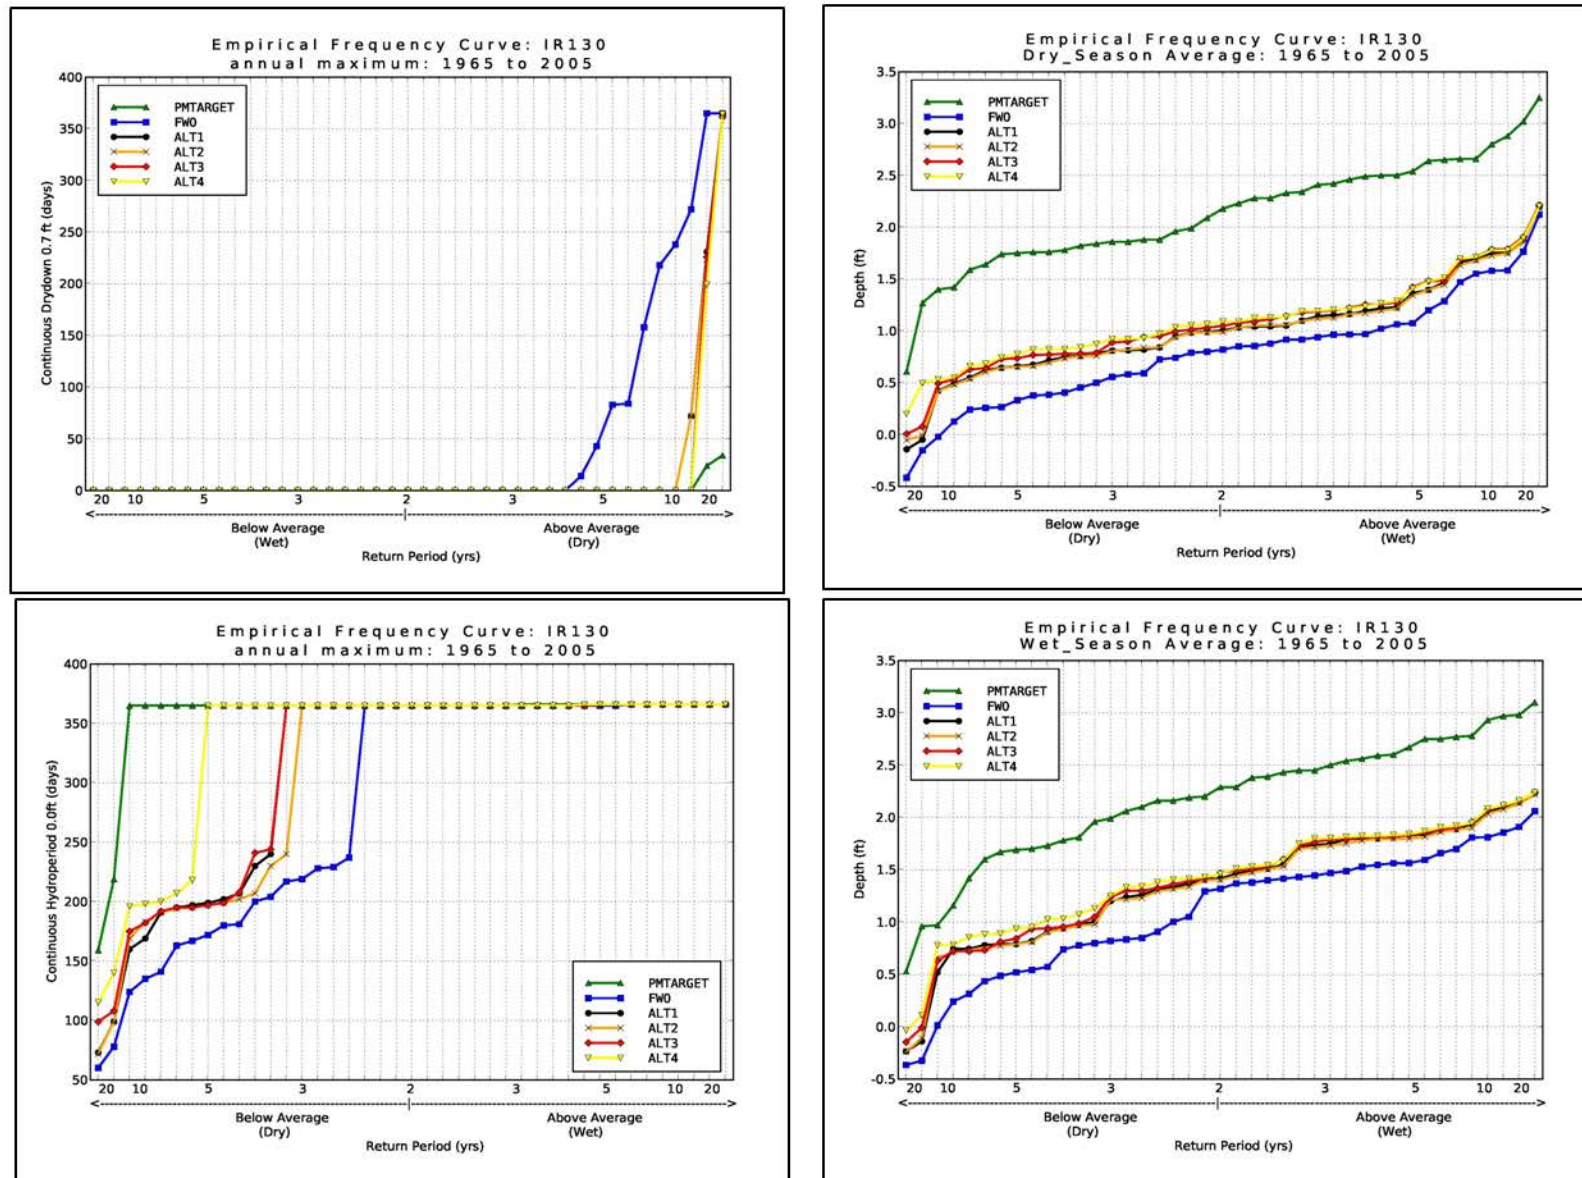 Empirical Frequency Curve: IR130
annual maximum: 1965 to 2005
400
350
300
250
200
150
100
50
0
Continuous Drydown 0.7 ft (days)
PMTARGET
FWO
ALT1
ALT2
ALT3
ALT4
20 10 5 3 2 3 5 10 20
Below Average
(Wet)
Above Average
(Dry)
Return Period (yrs)
Empirical Frequency Curve: IR130
Dry_Season Average: 1965 to 2005
3.5
3.0
2.5
2.0
1.5
1.0
0.5
0.0
-0.5
Depth (ft)
PMTARGET
FWO
ALT1
ALT2
ALT3
ALT4
20 10 5 3 2 3 5 10 20
Below Average
(Dry)
Above Average
(Wet)
Return Period (yrs)
Empirical Frequency Curve: IR130
annual maximum: 1965 to 2005
400
350
300
250
200
150
100
50
Continuous Hydroperiod 0.0ft (days)
PMTARGET
FWO
ALT1
ALT2
ALT3
ALT4
20 10 5 3 2 3 5 10 20
Below Average
(Dry)
Above Average
(Wet)
Return Period (yrs)
Empirical Frequency Curve: IR130
Wet_Season Average: 1965 to 2005
3.5
3.0
2.5
2.0
1.5
1.0
0.5
0.0
-0.5
Depth (ft)
PMTARGET
FWO
ALT1
ALT2
ALT3
ALT4
20 10 5 3 2 3 5 10 20
Below Average
(Dry)
Above Average
(Wet)
Return Period (yrs)